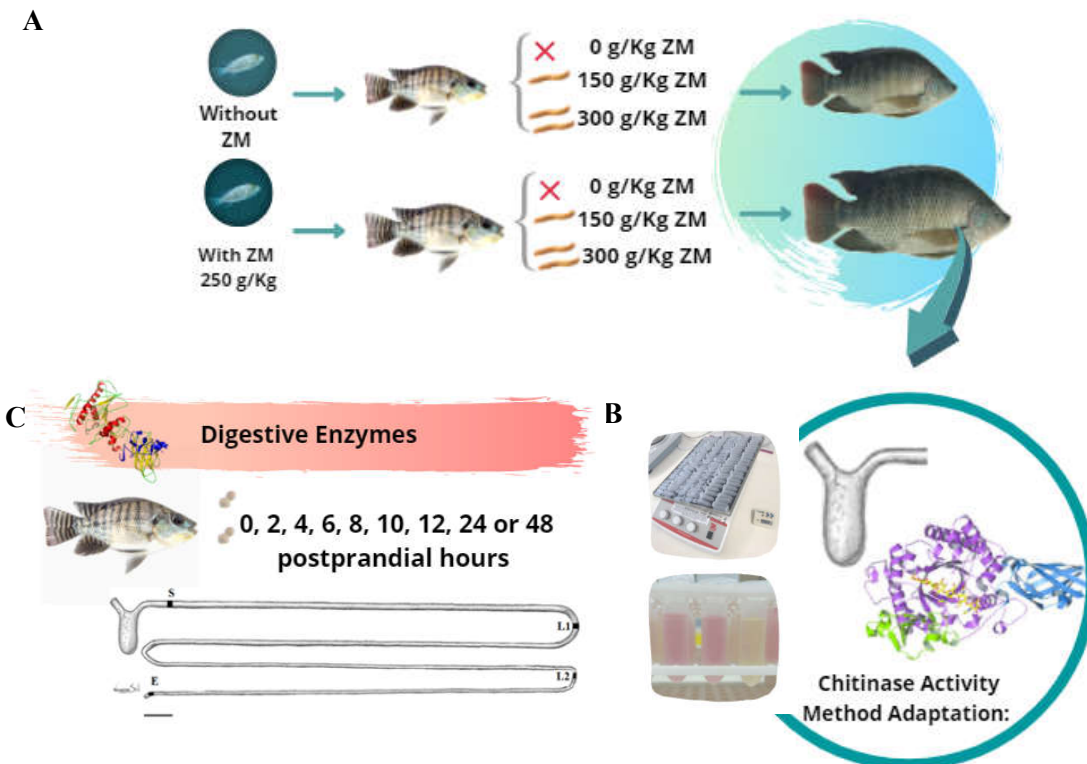 A
Without
ZM
0 g/Kg ZM
150 g/Kg ZM
300 g/Kg ZM
With ZM
250 g/Kg
0 g/Kg ZM
150 g/Kg ZM
300 g/Kg ZM
C
Digestive Enzymes
0, 2, 4, 6, 8, 10, 12, 24 or 48
postprandial hours
S
L1
L2
E
B
Chitinase Activity
Method Adaptation: